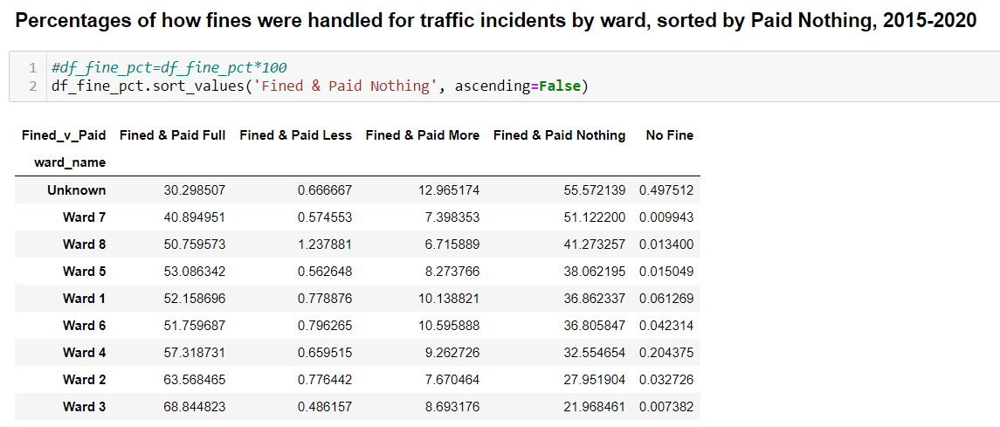 Percentages of how fines were handled for traffic incidents by ward, sorted by Paid Nothing, 2015-2020
1 #df_fine_pct=df_fine_pct*100
2 df_fine_pct.sort_values('Fined & Paid Nothing', ascending=False)
Fined_v_Paid Fined & Paid Full Fined & Paid Less Fined & Paid More Fined & Paid Nothing No Fine
ward_name
Unknown 30.298507 0.666667 12.965174 55.572139 0.497512
Ward 7 40.894951 0.574553 7.398353 51.122200 0.009943
Ward 8 50.759573 1.237881 6.715889 41.273257 0.013400
Ward 5 53.086342 0.562648 8.273766 38.062195 0.015049
Ward 1 52.158696 0.778876 10.138821 36.862337 0.061269
Ward 6 51.759687 0.796265 10.595888 36.805847 0.042314
Ward 4 57.318731 0.659515 9.262726 32.554654 0.204375
Ward 2 63.568465 0.776442 7.670464 27.951904 0.032726
Ward 3 68.844823 0.486157 8.693176 21.968461 0.007382